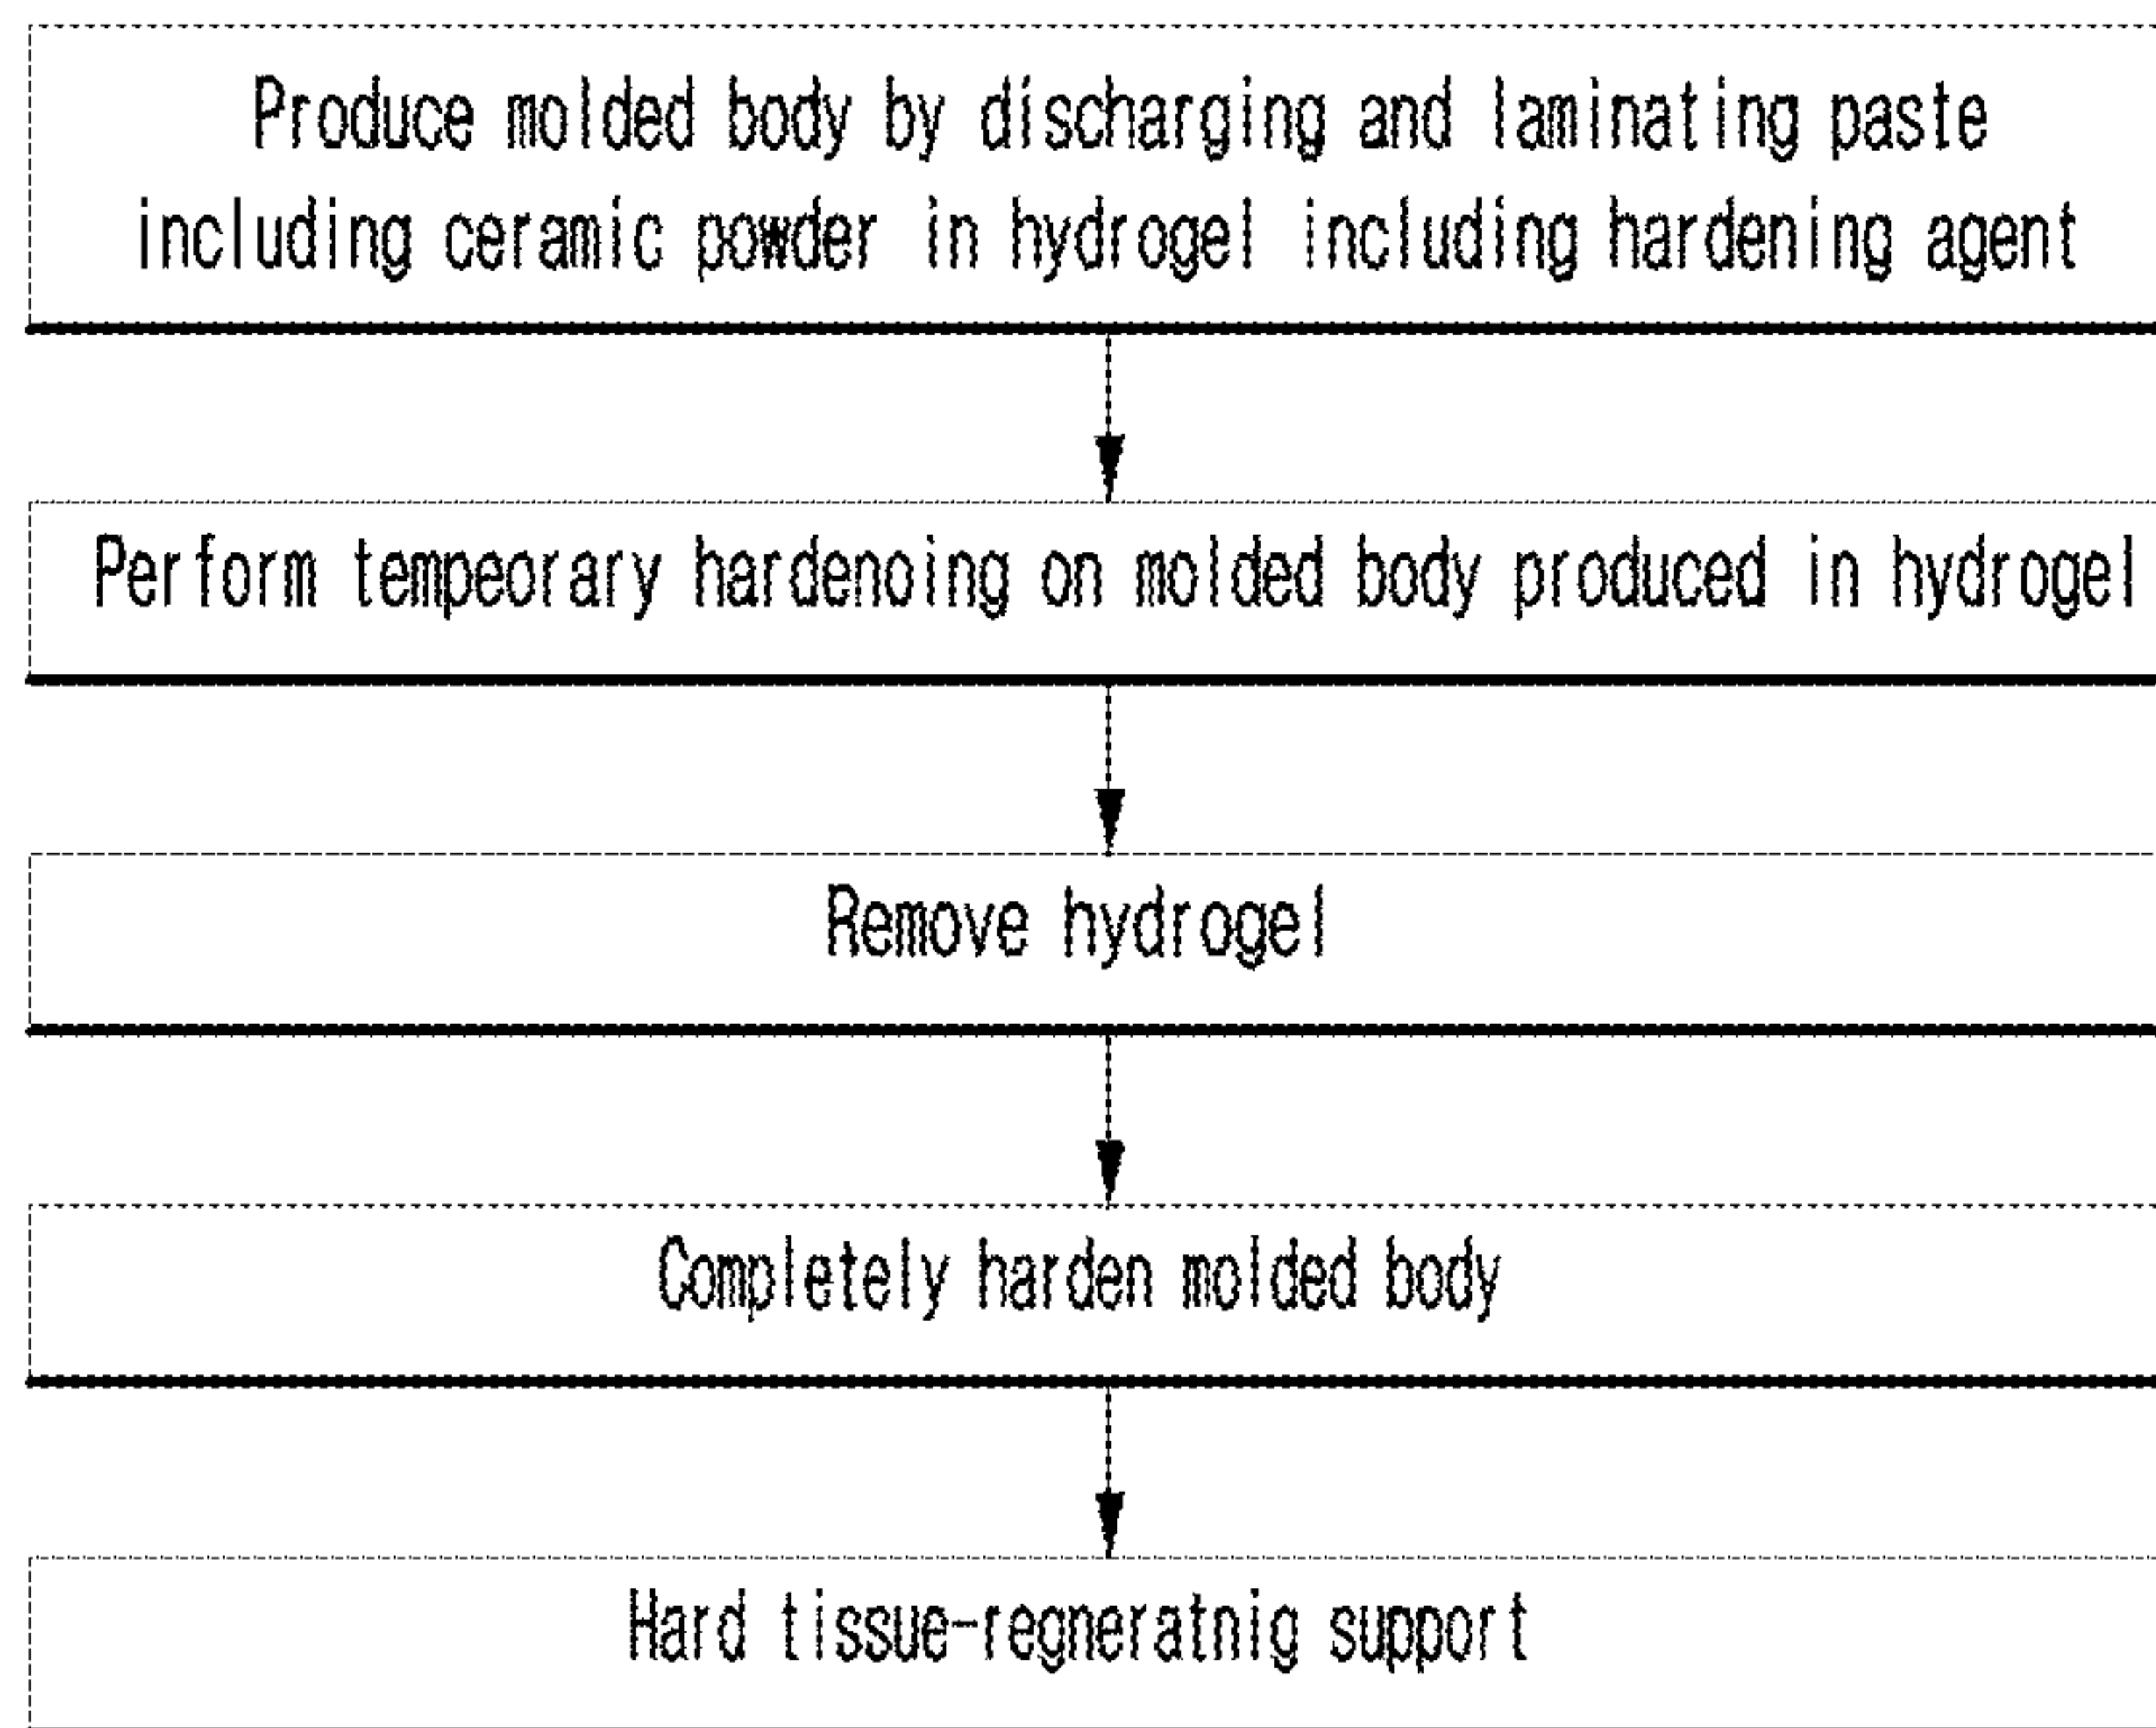 Produce molded body by discharging and laminating paste
including ceramic powder in hydrogel including hardening agent
Perform tempeorary hardenoing on molded body produced in hydrogel
Remove hydrogel
Completely harden molded body
Hard tissue-regneratnig support